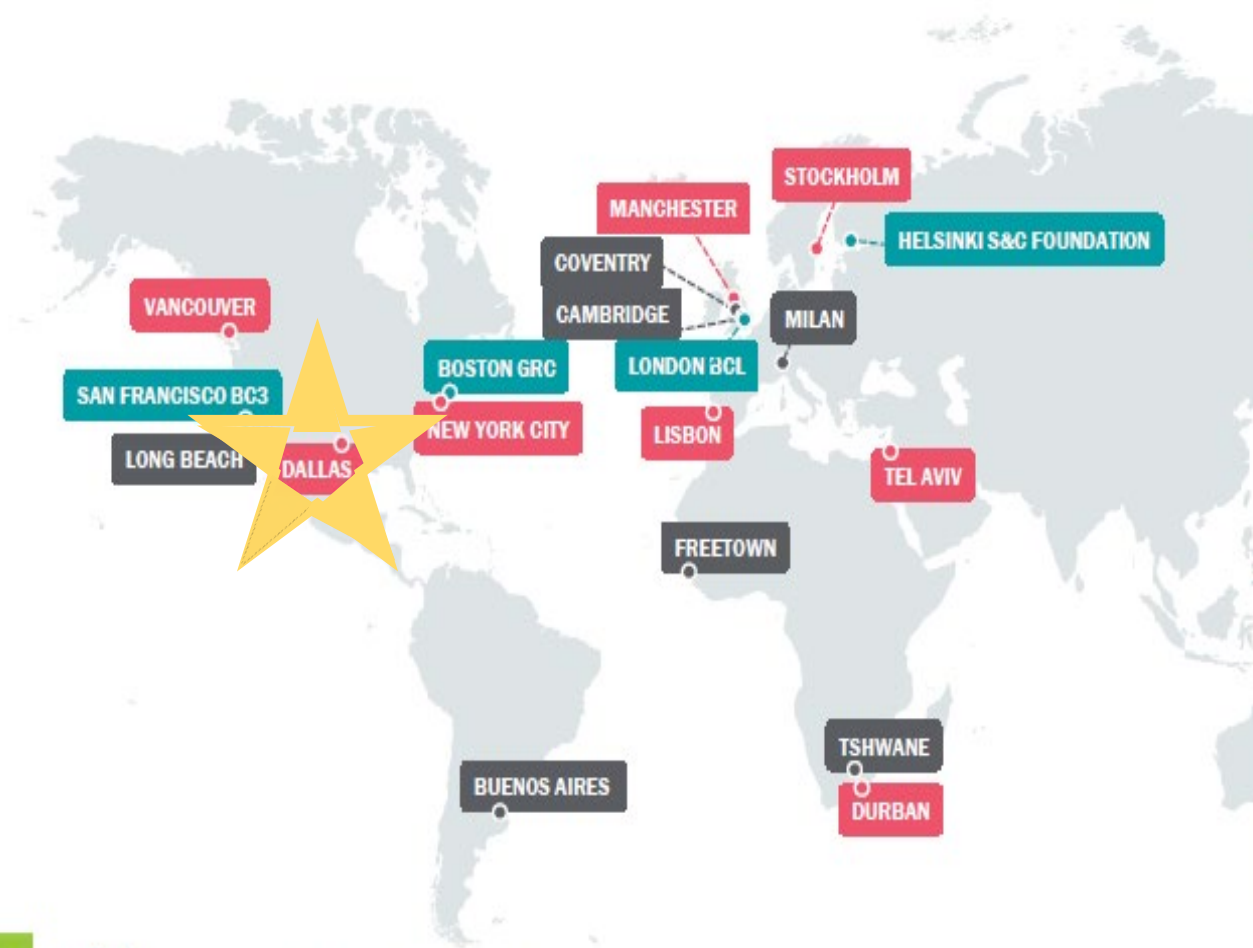 STOCKHOLM
MANCHESTER
HELSINKI S&C FOUNDATION
COVENTRY
CAMBRIDGE
MILAN
VANCOUVER
BOSTON GRC
LONDON BCL
SAN FRANCISCO BC3
NEW YORK CITY
LISBON
LONG BEACH
DALLAS
TEL AVIV
FREETOWN
TSHWANE
BUENOS AIRES
DURBAN